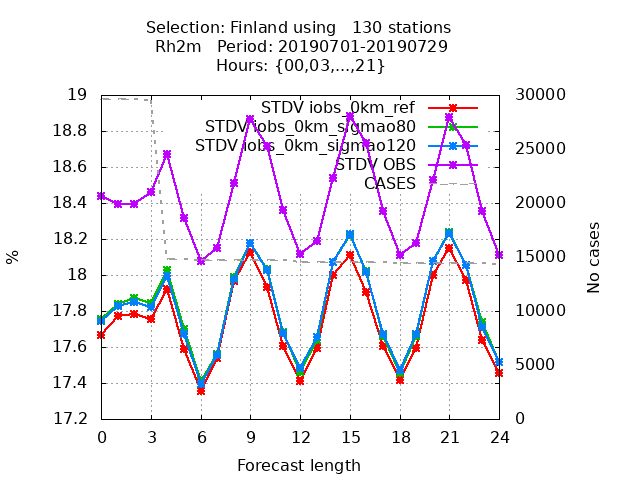 Selection: Finland using   130 stations
Rh2m   Period: 20190701-20190729
Hours: {00,03,...,21}
STDV iobs_0km_ref
STDV iobs_0km_sigmao80
STDV iobs_0km_sigmao120
STDV OBS
CASES
%
19
18.8
18.6
18.4
18.2
18
17.8
17.6
17.4
17.2
30000
25000
20000
15000
10000
5000
0
No cases
0 3 6 9 12 15 18 21 24
Forecast length